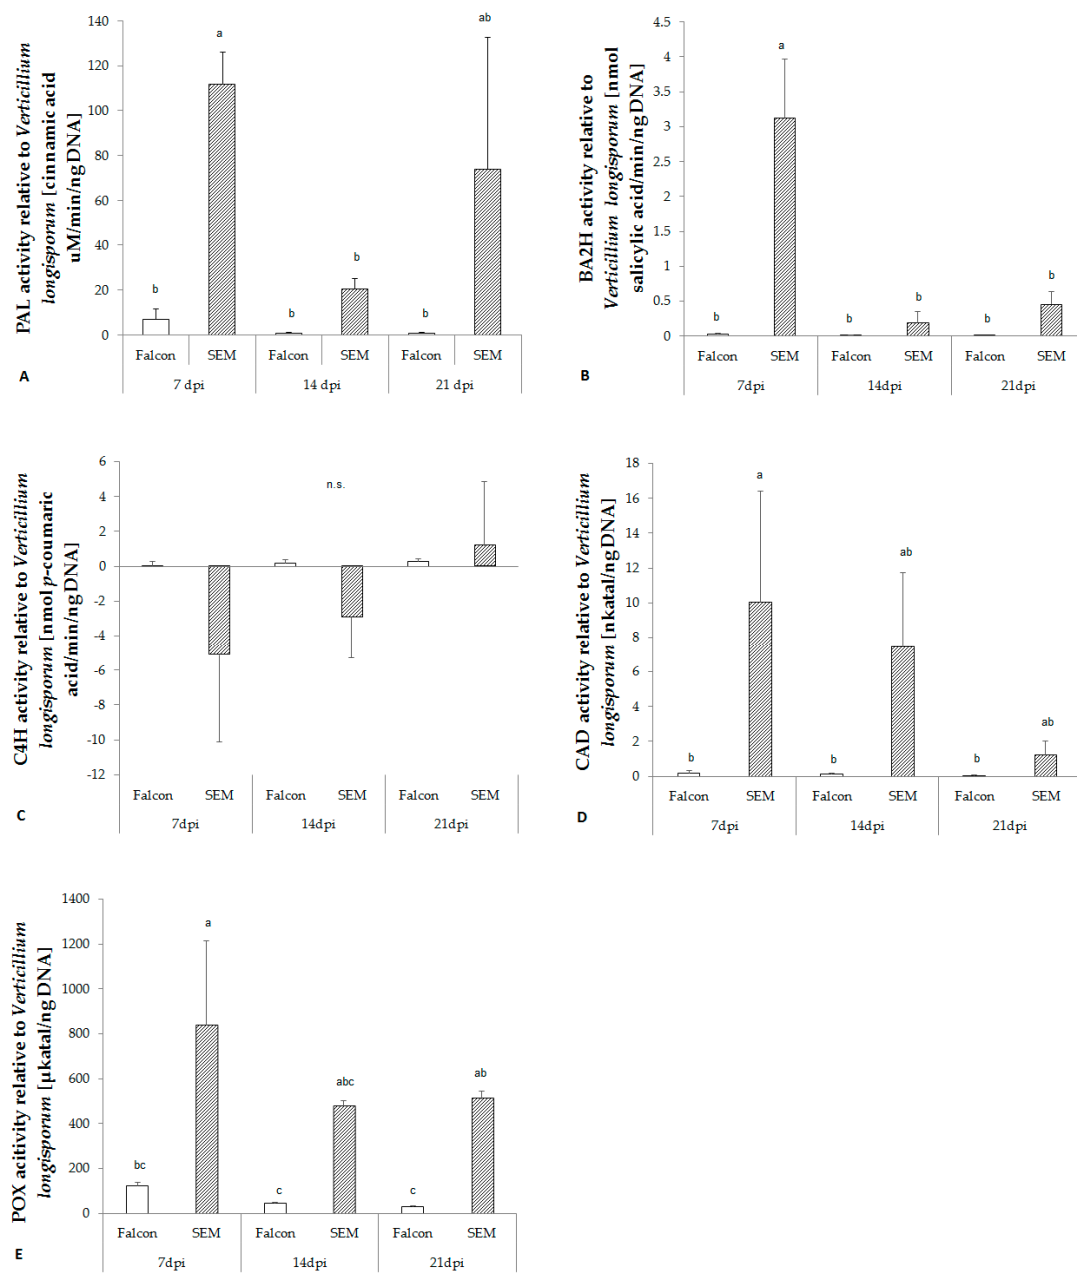 PAL activity relative to Verticillium
longisporum [cinnamic acid
uM/min/ngDNA]
140
120
100
80
60
40
20
0
b
a
b
b
b
ab
Falcon SEM Falcon SEM Falcon SEM
7 dpi 14 dpi 21 dpi
A
BA2H activity relative to
Verticillium longisporum [nmol
salicylic acid/min/ngDNA]
4.5
4
3.5
3
2.5
2
1.5
1
0.5
0
b
a
b
b
b
b
Falcon SEM Falcon SEM Falcon SEM
7dpi 14dpi 21dpi
B
C4H activity relative to Verticillium
longisporum [nmol p-coumaric
acid/min/ngDNA]
6
4
2
0
-2
-4
-6
-8
-10
-12
n.s.
Falcon SEM Falcon SEM Falcon SEM
7dpi 14dpi 21dpi
C
CAD activity relative to Verticillium
longisporum [nkatal/ngDNA]
18
16
14
12
10
8
6
4
2
0
b
a
b
ab
b
ab
Falcon SEM Falcon SEM Falcon SEM
7dpi 14dpi 21dpi
D
POX acitivity relative to Verticillium
longisporum [µkatal/ng DNA]
1400
1200
1000
800
600
400
200
0
bc
a
c
abc
c
ab
Falcon SEM Falcon SEM Falcon SEM
7dpi 14dpi 21dpi
E